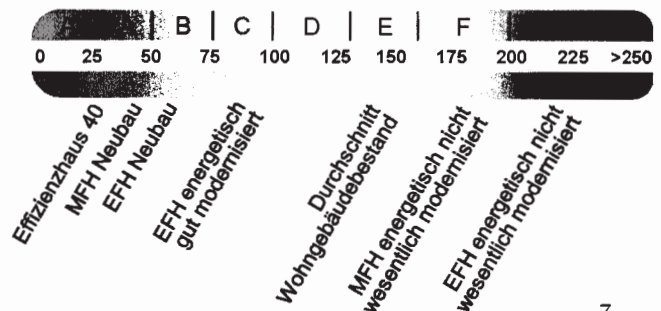 B C D E F
0 25 50 75 100 125 150 175 200 225 >250
Effizienzhaus 40
MFH Neubau
EFH Neubau
EFH energetisch
gut modernisiert
Durchschnitt
Wohngebäudebestand
MFH energetisch nicht
wesentlich modernisiert
EFH energetisch nicht
wesentlich modernisiert
7